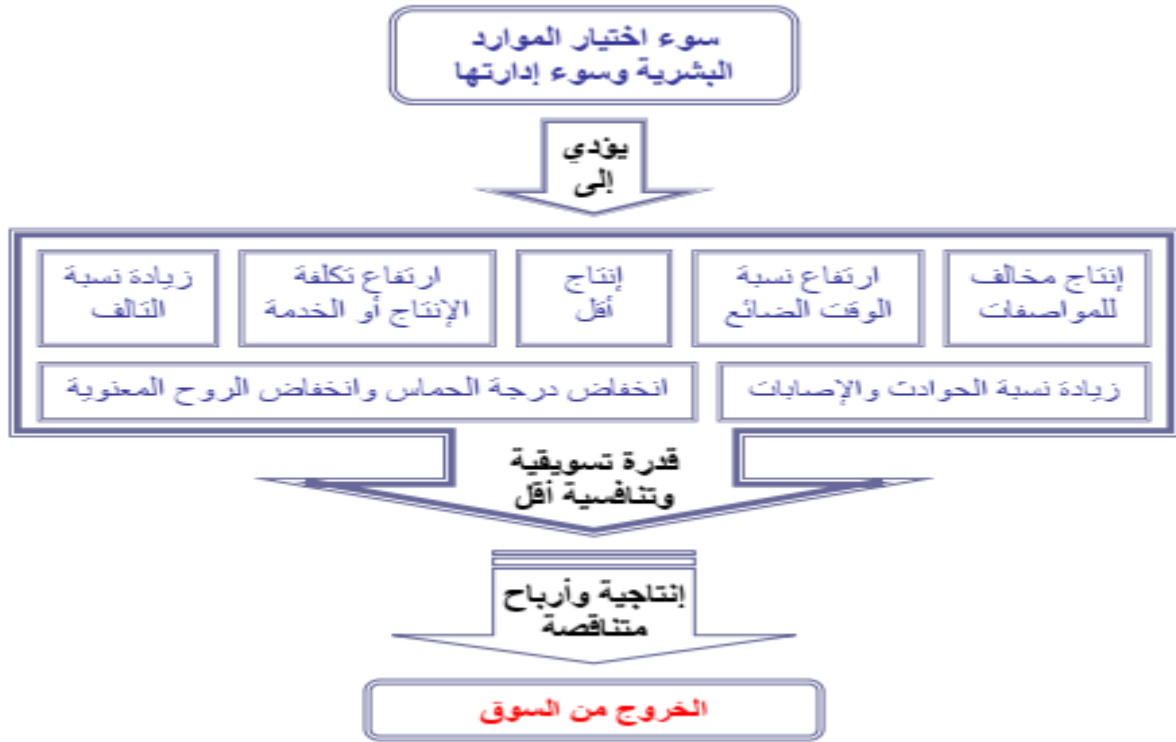 سوء اختيار الموارد
البشرية وسوء إدارتها
يؤدي
إلى
إنتاج مخالف
للمواصفات
ارتفاع نسبة
الوقت الضائع
إنتاج
أقل
ارتفاع تكلفة
الإنتاج أو الخدمة
زيادة نسبة
التالف
زيادة نسبة الحوادث والإصابات
انخفاض درجة الحماس وانخفاض الروح المعنوية
قدرة تسويقية
وتنافسية أقل
إنتاجية وأرباح
متناقصة
الخروج من السوق